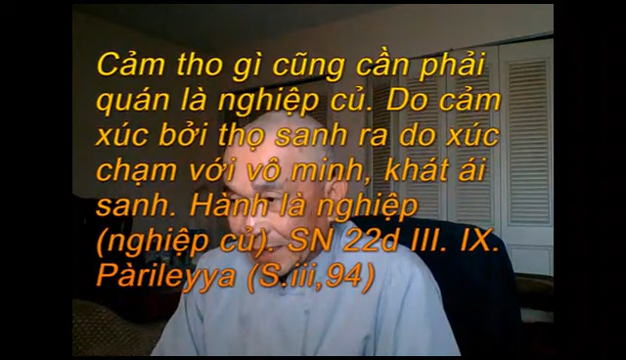 Cảm tho gì cũng cần phải
quán là nghiệp củ. Do cảm
xúc bởi thọ sanh ra do xúc
chạm với vô minh, khát ái
sanh. Hành là nghiệp
(nghiệp củ). SN 22d III. IX.
Pàrileyya (S.iii,94)